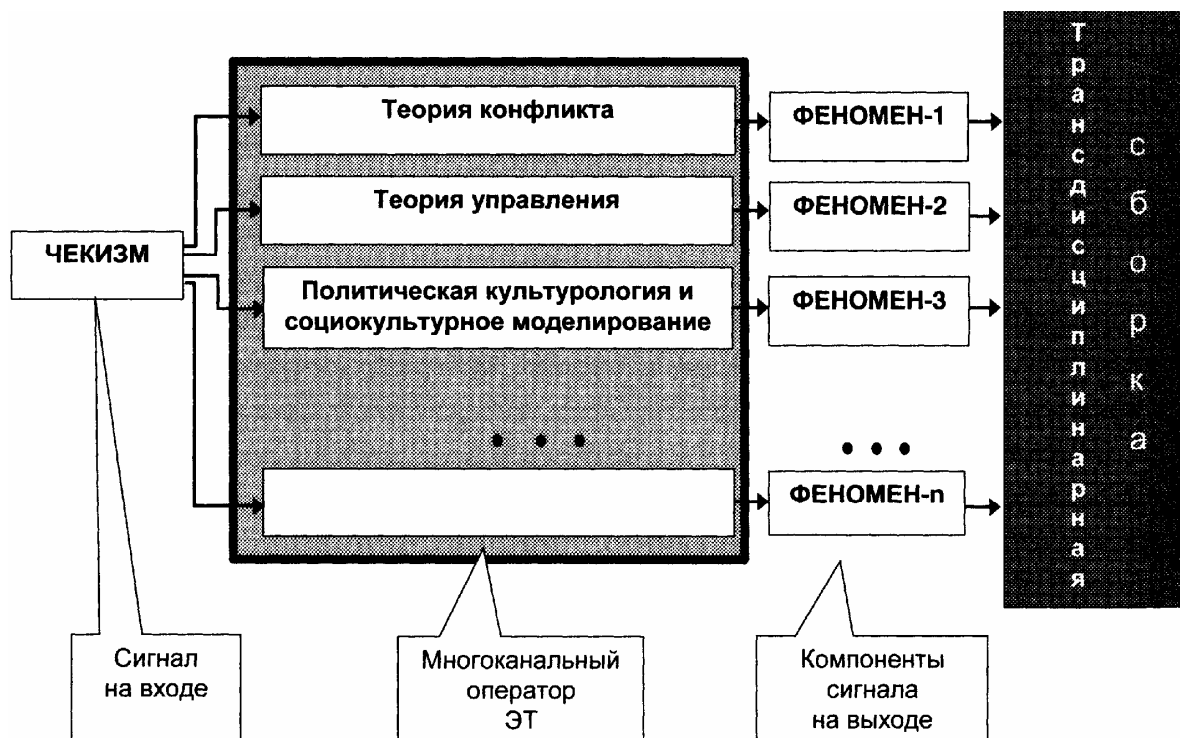 Теория конфликта
ФЕНОМЕН-1
Теория управления
ФЕНОМЕН-2
ЧЕКИЗМ
Политическая культурология и
социокультурное моделирование
ФЕНОМЕН-3
• • •
• • •
ФЕНОМЕН-n
Трансдисциплинарная
сборка
Сигнал
на входе
Многоканальный
оператор
ЭТ
Компоненты
сигнала
на выходе